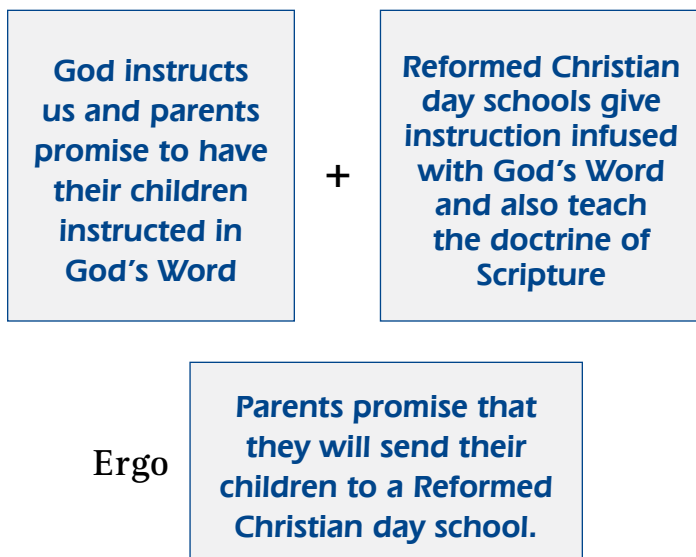 God instructs
us and parents
promise to have
their children
instructed in
God's Word
+
Reformed Christian
day schools give
instruction infused
with God's Word
and also teach
the doctrine of
Scripture
Ergo
Parents promise that
they will send their
children to a Reformed
Christian day school.